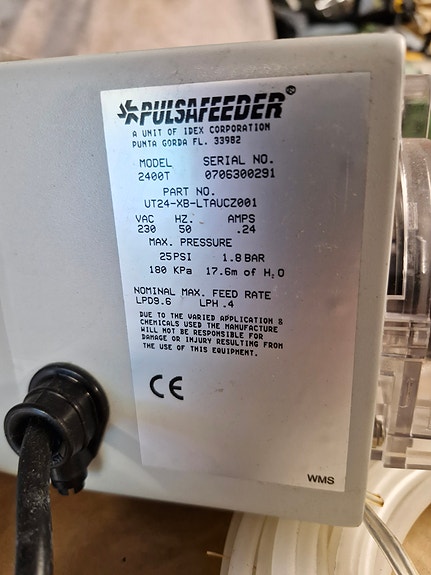 PULSAFEEDER®
A UNIT OF IDEX CORPORATION
PUNTA GORDA FL. 33982
MODEL SERIAL NO.
2400T 0706300291
PART NO.
UT24-XB-LTAUCZ001
VAC HZ. AMPS
230 50 .24
MAX. PRESSURE
25PSI 1.8BAR
180 KPa 17.6m of H₂O
NOMINAL MAX. FEED RATE
LPD9.6 LPH .4
DUE TO THE VARIED APPLICATION &
CHEMICALS USED THE MANUFACTURE
WILL NOT BE RESPONSIBLE FOR
DAMAGE OR INJURY RESULTING FROM
THE USE OF THIS EQUIPMENT.
CE
WMS